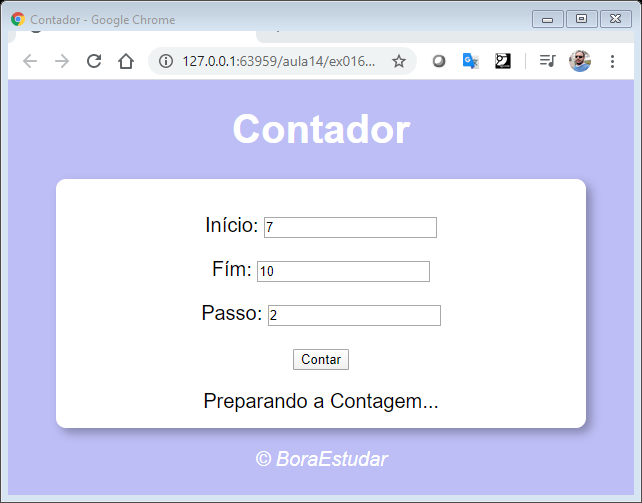 Contador - Google Chrome
127.0.0.1:63959/aula14/ex016...
Contador
Início: 7
Fím: 10
Passo: 2
Contar
Preparando a Contagem...
© BoraEstudar